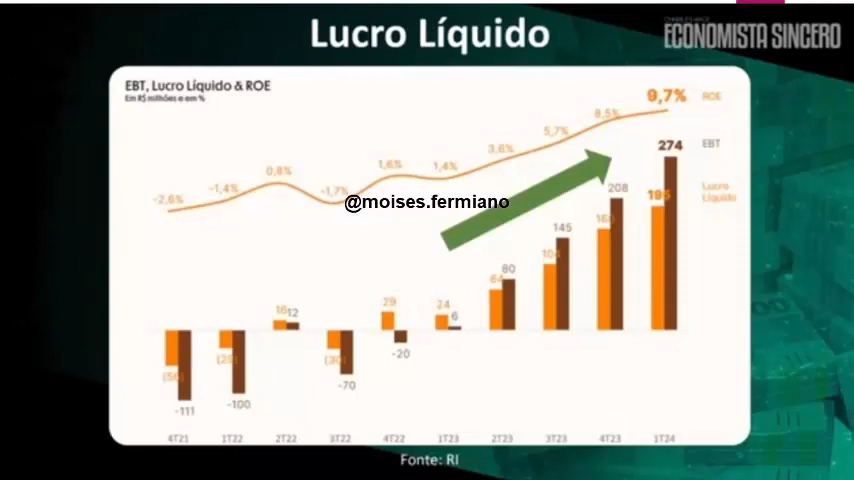 Lucro Líquido
CHARLES WICZ
ECONOMISTA SINCERO
EBT, Lucro Líquido & ROE
Em R$ milhões e em %
9,7% ROE
8,5%
5,7%
3,6%
1,4%
1,6%
-1,7%
0,8%
-1,4%
-2,6%
@moises.fermiano
274 EBT
195 Lucro
Líquido
208
145
80
64
24 6
29
-20
16 12
-70
-100
-111
4T21 1T22 2T22 3T22 4T22 1T23 2T23 3T23 4T23 1T24
Fonte: RI